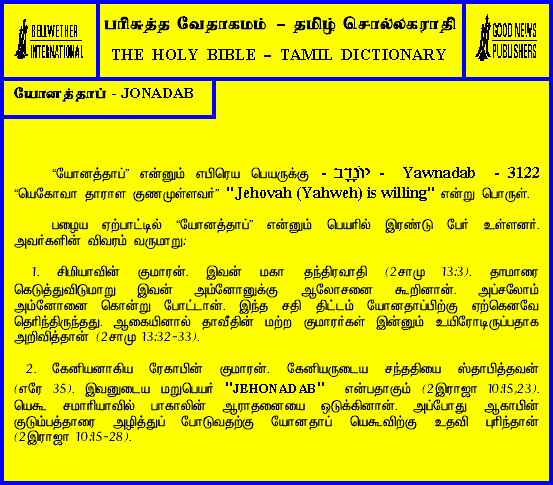 BELLWETHER
INTERNATIONAL
பரிசுத்த வேதாகமம் – தமிழ் சொல்லகராதி
THE HOLY BIBLE – TAMIL DICTIONARY
GOOD NEWS
PUBLISHERS
யோனத்தாப் - JONADAB
“யோனத்தாப்” என்னும் எபிரெய பெயருக்கு - - Yawnadab - 3122
“யெகோவா தாராள குணமுள்ளவர்” "Jehovah (Yahweh) is willing" என்று பொருள்.
பழைய ஏற்பாட்டில் “யோனத்தாப்” என்னும் பெயரில் இரண்டு பேர் உள்ளனர்.
அவர்களின் விவரம் வருமாறு:
1. சிமியாவின் குமாரன். இவன் மகா தந்திரவாதி (2சாமு 13:3). தாமாரை
கெடுத்துவிடுமாறு இவன் அம்னோனுக்கு ஆலோசனை கூறினான். அப்சலோம்
அம்னோனை கொன்று போட்டான். இந்த சதி திட்டம் யோனதாப்பிற்கு ஏற்கெனவே
தெரிந்திருந்தது. ஆகையினால் தாவீதின் மற்ற குமாரர்கள் இன்னும் உயிரோடிருப்பதாக
அறிவித்தான் (2சாமு 13:32-33).
2. கேனியனாகிய ரேகாபின் குமாரன். கேனியருடைய சந்ததியை ஸ்தாபித்தவன்
(எரே 35). இவனுடைய மறுபெயர் "JEHONADAB" என்பதாகும் (2இராஜா 10:15,23).
யெகூ சமாரியாவில் பாகாலின் ஆராதனையை ஒடுக்கினான். அப்போது ஆகாபின்
குடும்பத்தாரை அழித்துப் போடுவதற்கு யோனதாப் யெகூவிற்கு உதவி புரிந்தான்
(2இராஜா 10:15-28).